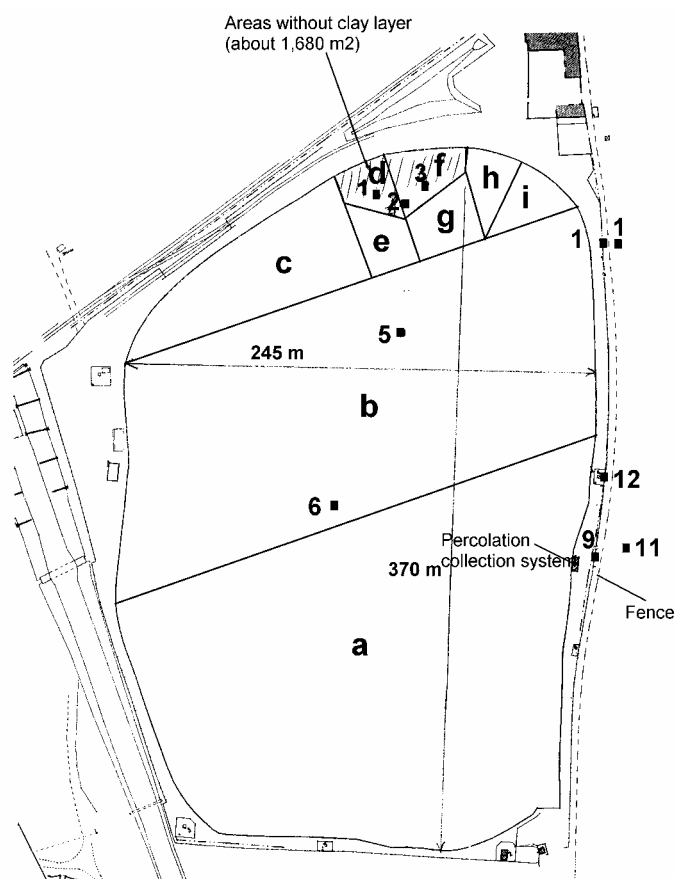 Areas without clay layer
(about 1,680 m2)
d
f
1
3
2
h
i
e
g
c
1 1
5
245 m
b
12
6
9
11
Percolation
collection system
370 m
Fence
a